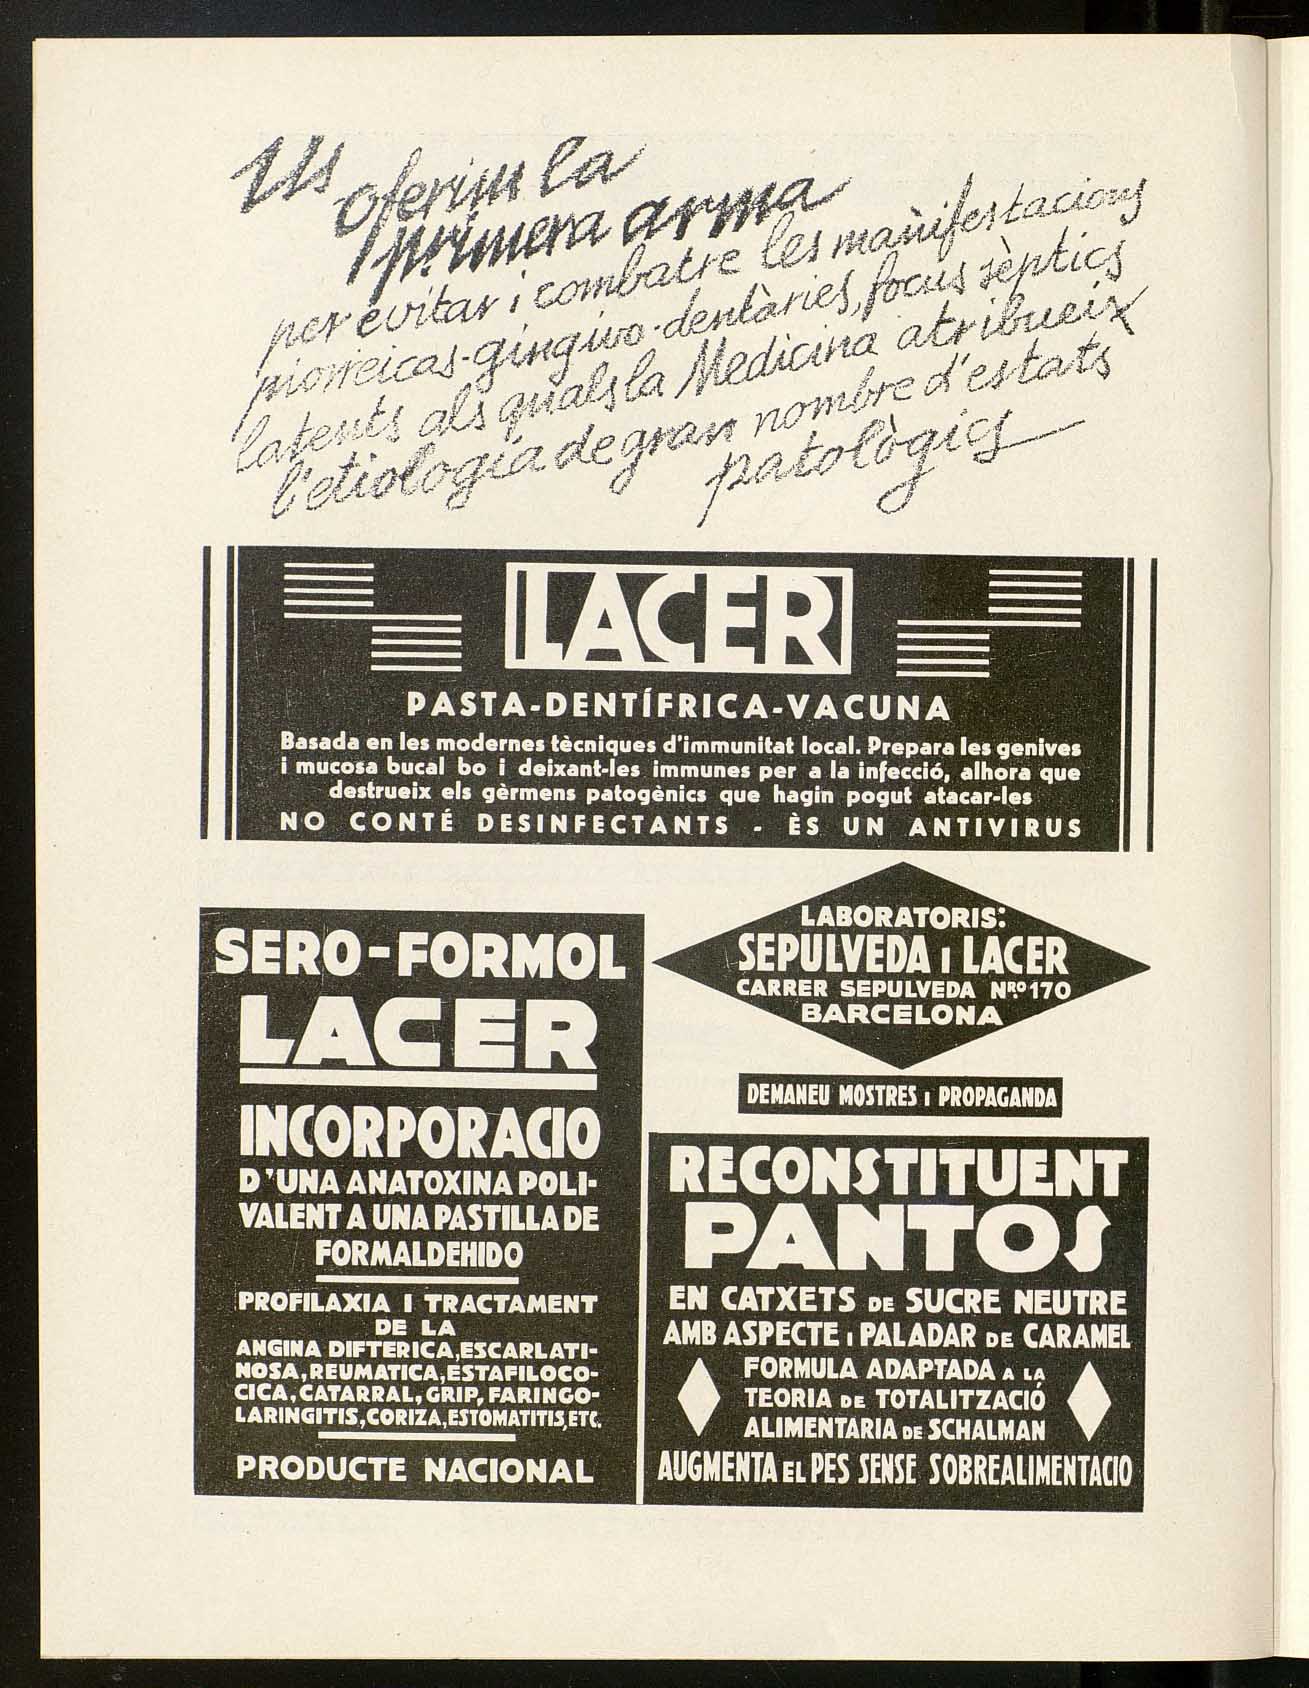 Us oferim la
primera arma
per evitar i combatre les manifestacions
piorreicas-gingivo-dentàries, focus sèptics
latents als quals la Medicina atribueix
l'etiologia de gran nombre d'estats
patològics
LACER
PASTA-DENTÍFRICA-VACUNA
Basada en les modernes tècniques d'immunitat local. Prepara les genives
i mucosa bucal bo i deixant-les immunes per a la infecció, alhora que
destrueix els gèrmens patogènics que hagin pogut atacar-les
NO CONTÉ DESINFECTANTS - ÈS UN ANTIVIRUS
SERO-FORMOL
LACER
INCORPORACIO
D'UNA ANATOXINA POLI-
VALENT A UNA PASTILLA DE
FORMALDEHIDO
PROFILAXIA I TRACTAMENT
DE LA
ANGINA DIFTERICA, ESCARLATI-
NOSA, REUMATICA, ESTAFILOCO-
CICA, CATARRAL, GRIP, FARINGO-
LARINGITIS, CORIZA, ESTOMATITIS, ETC.
PRODUCTE NACIONAL
LABORATORIS:
SEPULVEDA I LACER
CARRER SEPULVEDA NRO. 170
BARCELONA
DEMANEU MOSTRES I PROPAGANDA
RECONSTITUENT
PANTOS
EN CATXETS DE SUCRE NEUTRE
AMB ASPECTE I PALADAR DE CARAMEL
FORMULA ADAPTADA A LA
TEORIA DE TOTALITZACIÓ
ALIMENTARIA DE SCHALMAN
AUGMENTA EL PES SENSE SOBREALIMENTACIO